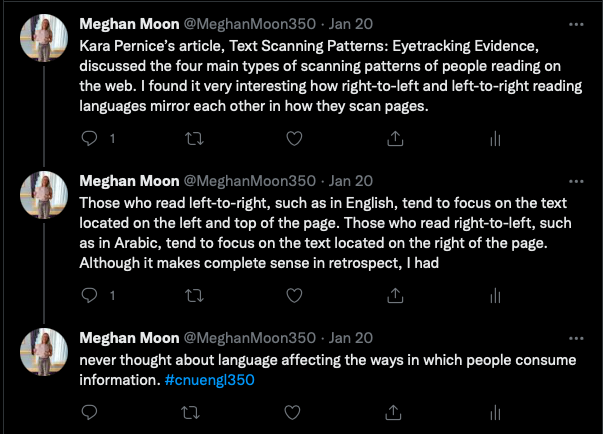 Meghan Moon @MeghanMoon350 · Jan 20
Kara Pernice’s article, Text Scanning Patterns: Eyetracking Evidence,
discussed the four main types of scanning patterns of people reading on
the web. I found it very interesting how right-to-left and left-to-right reading
languages mirror each other in how they scan pages.
1
Meghan Moon @MeghanMoon350 · Jan 20
Those who read left-to-right, such as in English, tend to focus on the text
located on the left and top of the page. Those who read right-to-left, such
as in Arabic, tend to focus on the text located on the right of the page.
Although it makes complete sense in retrospect, I had
1
Meghan Moon @MeghanMoon350 · Jan 20
never thought about language affecting the ways in which people consume
information. #cnuengl350